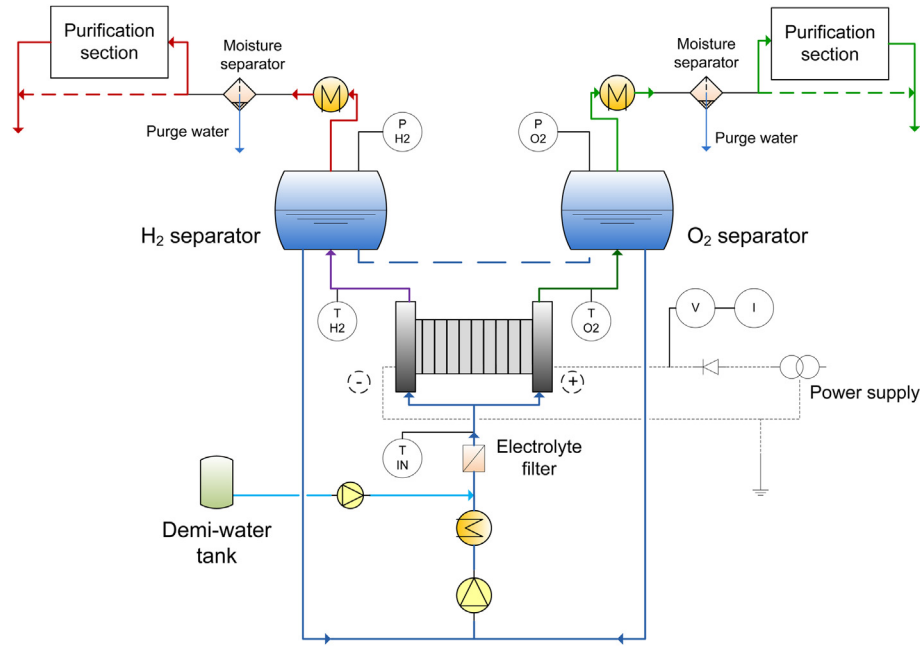 Purification
section
Moisture
separator
Purge water
P
H2
H₂ separator
P
O2
Moisture
separator
Purification
section
Purge water
O₂ separator
T
H2
T
O2
V
I
-
+
Power supply
T
IN
Electrolyte
filter
Demi-water
tank